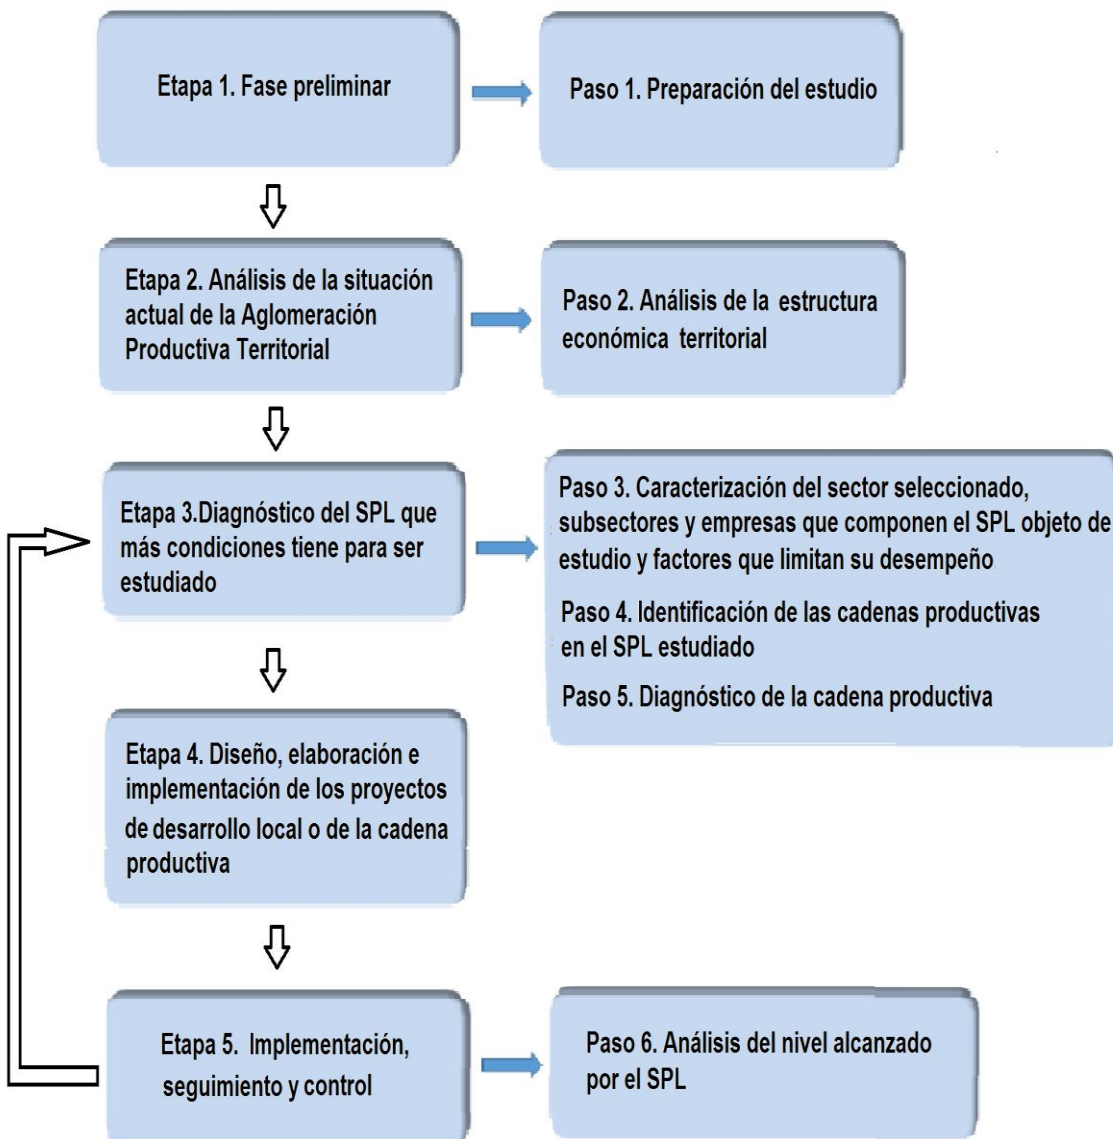 Etapa 1. Fase preliminar
Paso 1. Preparación del estudio
Etapa 2. Análisis de la situación
actual de la Aglomeración
Productiva Territorial
Paso 2. Análisis de la estructura
económica territorial
Etapa 3.Diagnóstico del SPL que
más condiciones tiene para ser
estudiado
Paso 3. Caracterización del sector seleccionado,
subsectores y empresas que componen el SPL objeto de
estudio y factores que limitan su desempeño
Paso 4. Identificación de las cadenas productivas
en el SPL estudiado
Paso 5. Diagnóstico de la cadena productiva
Etapa 4. Diseño, elaboración e
implementación de los proyectos
de desarrollo local o de la cadena
productiva
Etapa 5. Implementación,
seguimiento y control
Paso 6. Análisis del nivel alcanzado
por el SPL